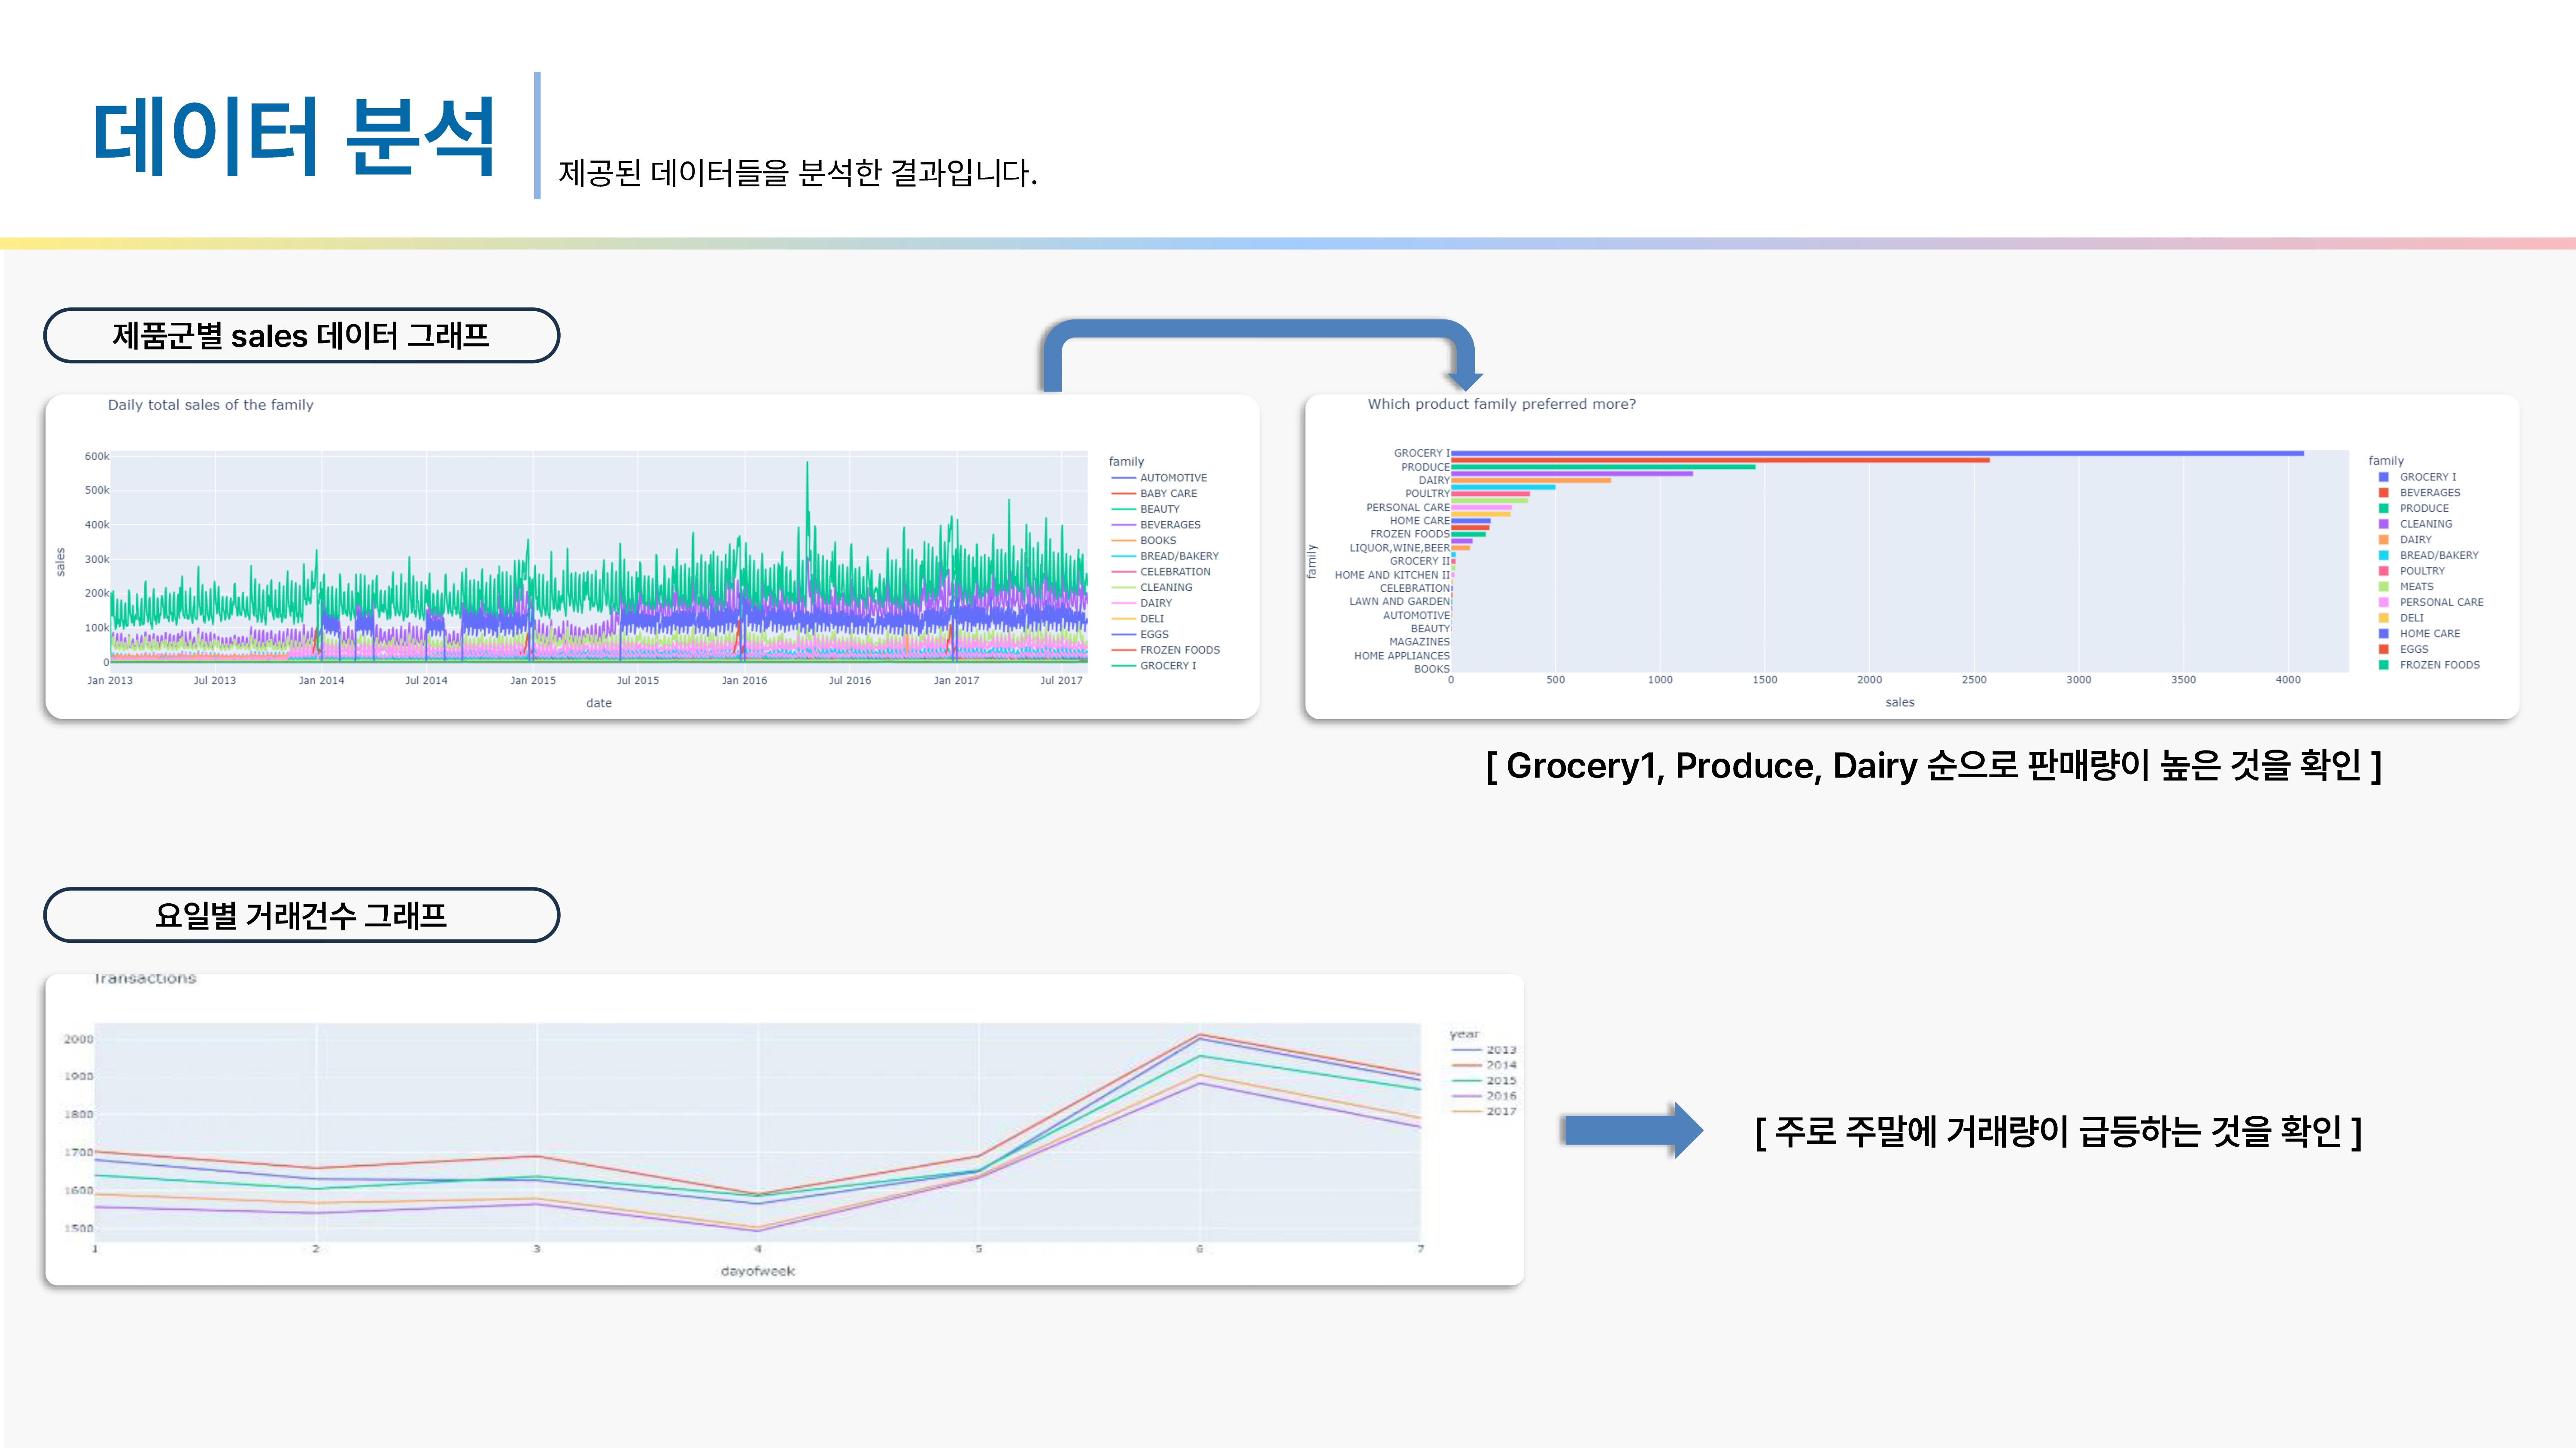 데이터 분석
제공된 데이터들을 분석한 결과입니다.
제품군별 sales 데이터 그래프
Daily total sales of the family
600k
500k
400k
300k
200k
100k
0
sales
Jan 2013 Jul 2013 Jan 2014 Jul 2014 Jan 2015 Jul 2015 Jan 2016 Jul 2016 Jan 2017 Jul 2017
date
family
AUTOMOTIVE
BABY CARE
BEAUTY
BEVERAGES
BOOKS
BREAD/BAKERY
CELEBRATION
CLEANING
DAIRY
DELI
EGGS
FROZEN FOODS
GROCERY I
Which product family preferred more?
GROCERY I
PRODUCE
DAIRY
POULTRY
PERSONAL CARE
HOME CARE
FROZEN FOODS
LIQUOR,WINE,BEER
GROCERY II
HOME AND KITCHEN II
CELEBRATION
LAWN AND GARDEN
AUTOMOTIVE
BEAUTY
MAGAZINES
HOME APPLIANCES
BOOKS
family
0 500 1000 1500 2000 2500 3000 3500 4000
sales
family
GROCERY I
BEVERAGES
PRODUCE
CLEANING
DAIRY
BREAD/BAKERY
POULTRY
MEATS
PERSONAL CARE
DELI
HOME CARE
EGGS
FROZEN FOODS
[ Grocery1, Produce, Dairy 순으로 판매량이 높은 것을 확인 ]
요일별 거래건수 그래프
Transactions
2000
1900
1800
1700
1600
1500
1 2 3 4 5 6 7
dayofweek
year
2013
2014
2015
2016
2017
[ 주로 주말에 거래량이 급등하는 것을 확인 ]